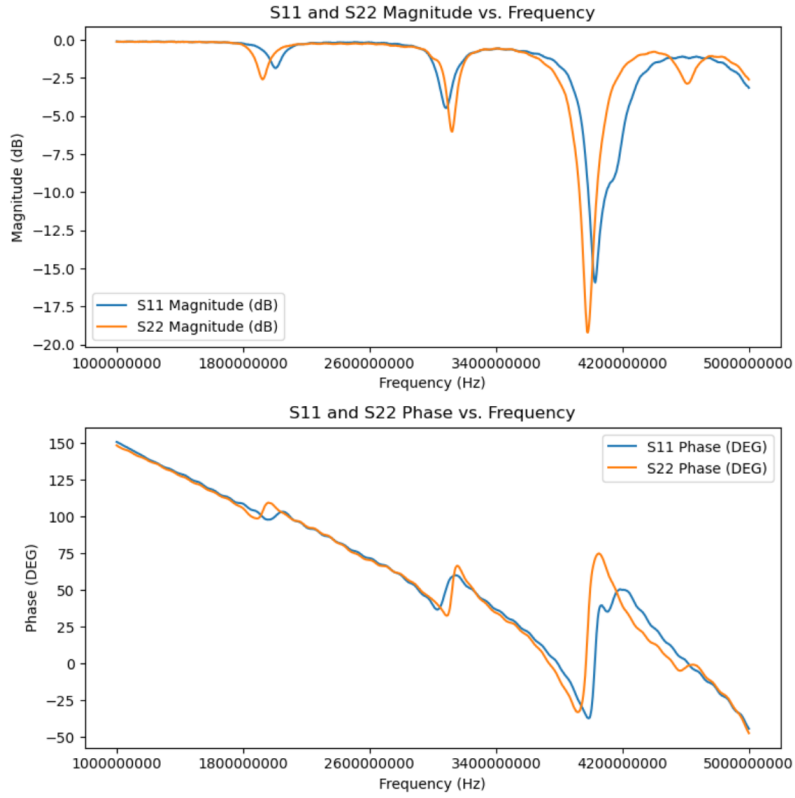 S11 and S22 Magnitude vs. Frequency
0.0
−2.5
−5.0
−7.5
−10.0
−12.5
−15.0
−17.5
−20.0
Magnitude (dB)
S11 Magnitude (dB)
S22 Magnitude (dB)
1000000000 1800000000 2600000000 3400000000 4200000000 5000000000
Frequency (Hz)
S11 and S22 Phase vs. Frequency
150
125
100
75
50
25
0
−25
−50
Phase (DEG)
S11 Phase (DEG)
S22 Phase (DEG)
1000000000 1800000000 2600000000 3400000000 4200000000 5000000000
Frequency (Hz)